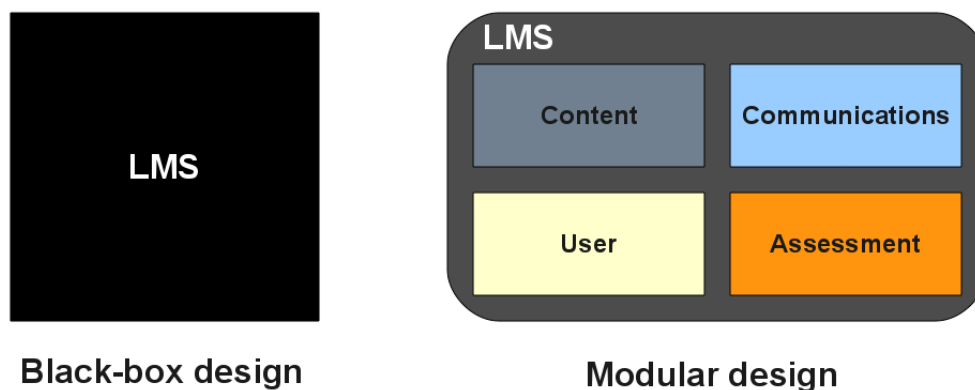 LMS
Black-box design
LMS
Content
Communications
User
Assessment
Modular design